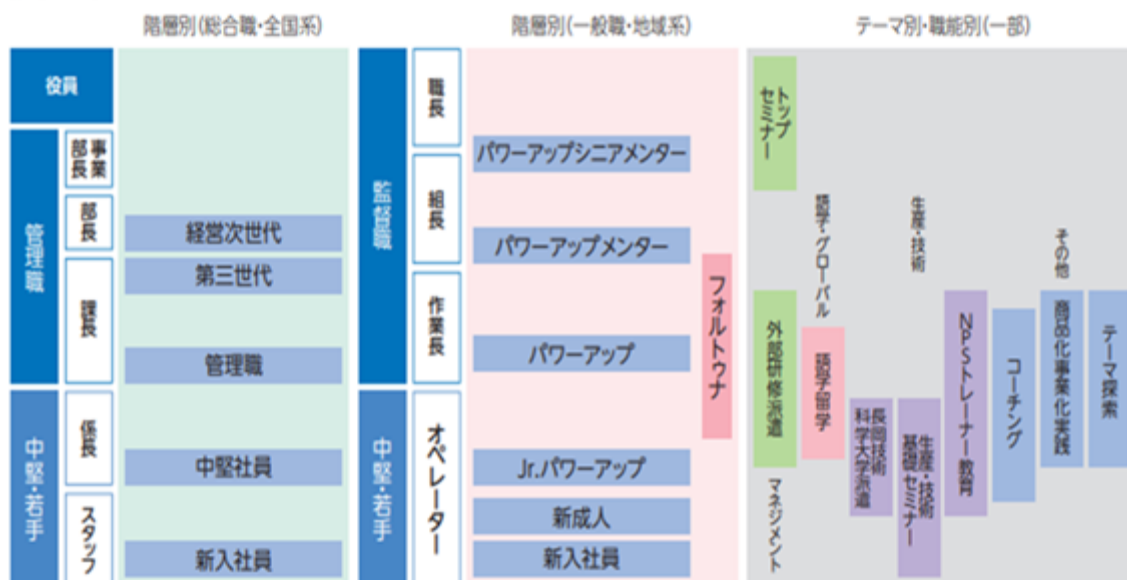 階層別(総合職・全国系)
階層別(一般職・地域系)
テーマ別・職能別(一部)
役員
管理職
事業
部長
部長
課長
中堅・若手
係長
スタッフ
経営次世代
第三世代
管理職
中堅社員
新入社員
監督職
職長
組長
作業長
中堅・若手
オペレーター
パワーアップシニアメンター
パワーアップメンター
パワーアップ
Jr.パワーアップ
新成人
新入社員
フォルトゥナ
トップ
セミナー
外部研修派遣
マネジメント
語学・グローバル
語学留学
生産・技術
長岡技術
科学大学派遣
生産・技術
基礎セミナー
NPSトレーナー教育
コーチング
その他
商品化事業化実践
テーマ探索